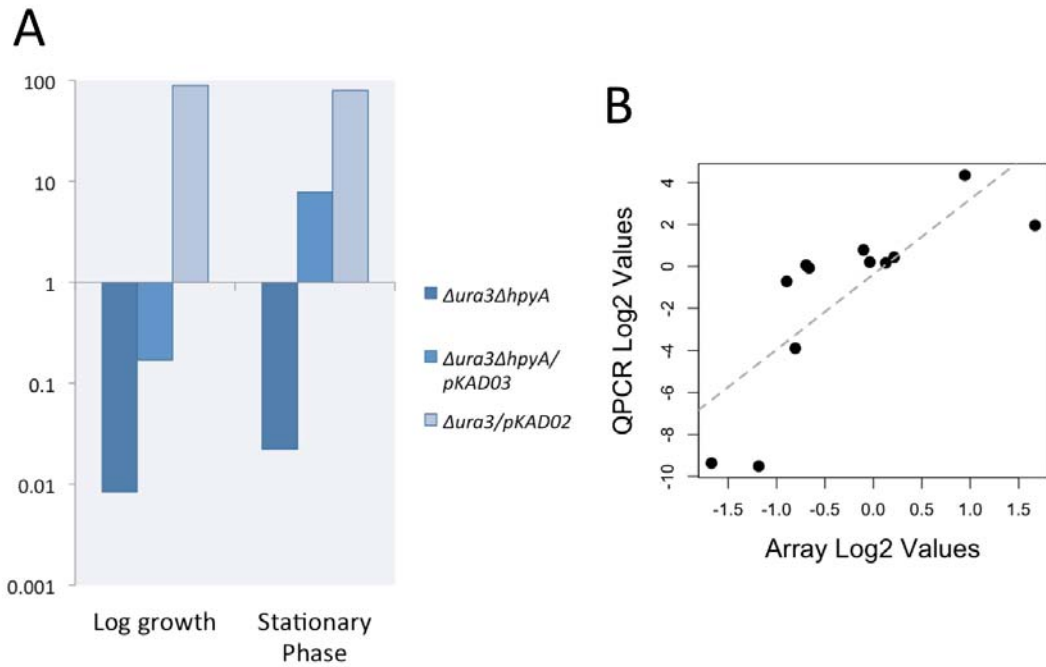 A
100
10
1
0.1
0.01
0.001
Log growth
Stationary
Phase
Δura3ΔhpyA
Δura3ΔhpyA/
pKAD03
Δura3/pKAD02
B
QPCR Log2 Values
4
2
0
-2
-4
-6
-8
-10
-1.5 -1.0 -0.5 0.0 0.5 1.0 1.5
Array Log2 Values